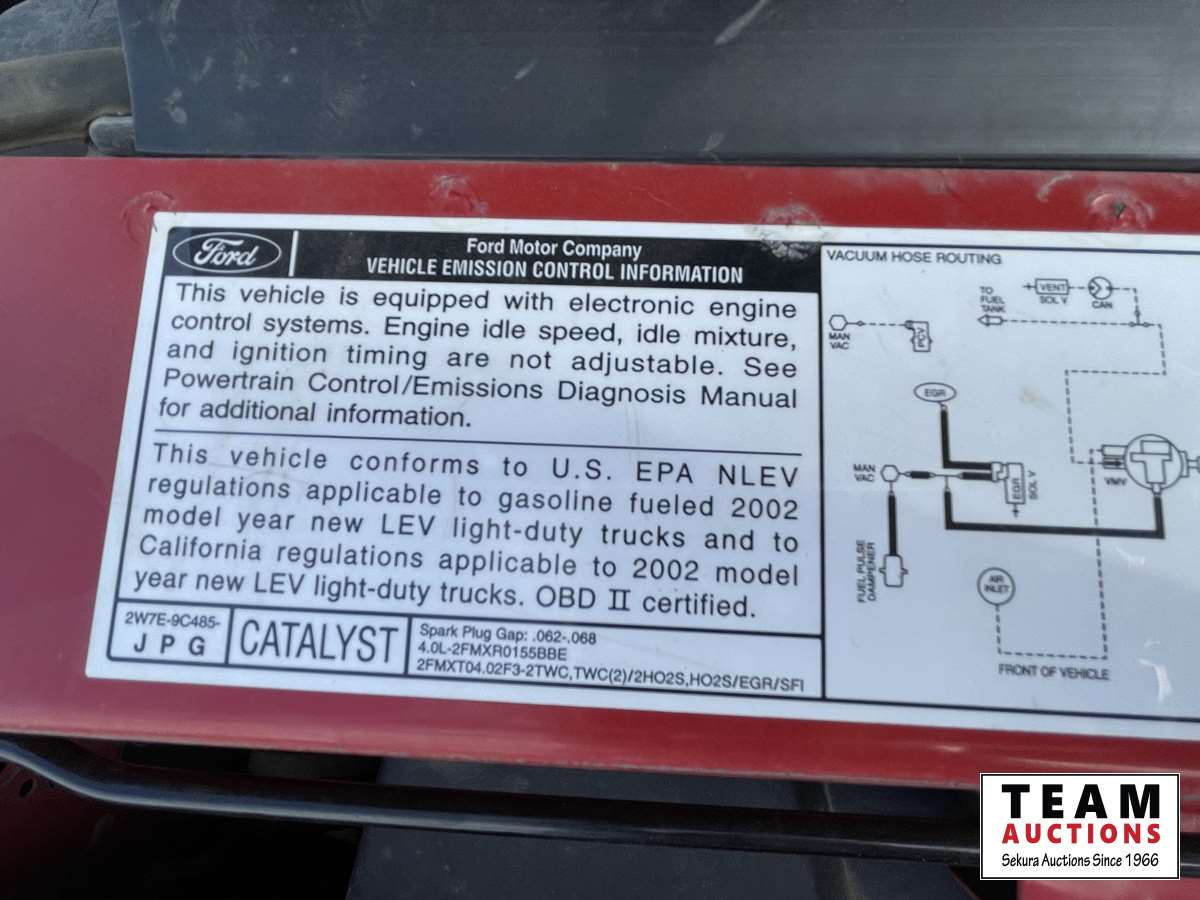 Ford
Ford Motor Company
VEHICLE EMISSION CONTROL INFORMATION
This vehicle is equipped with electronic engine
control systems. Engine idle speed, idle mixture,
and ignition timing are not adjustable. See
Powertrain Control/Emissions Diagnosis Manual
for additional information.
This vehicle conforms to U.S. EPA NLEV
regulations applicable to gasoline fueled 2002
model year new LEV light-duty trucks and to
California regulations applicable to 2002 model
year new LEV light-duty trucks. OBD II certified.
2W7E-9C485-
J P G
CATALYST
Spark Plug Gap: .062-.068
4.0L-2FMXR0155BBE
2FMXT04.02F3-2TWC,TWC(2)/2HO2S,HO2S/EGR/SFI
VACUUM HOSE ROUTING
TO
FUEL
TANK
VENT
SOL V
CAN
MAN
VAC
PCV
EGR
MAN
VAC
EGR
SOL V
VMV
FUEL PULSE
DAMPENER
AIR
INLET
FRONT OF VEHICLE
TEAM
AUCTIONS
Sekura Auctions Since 1966